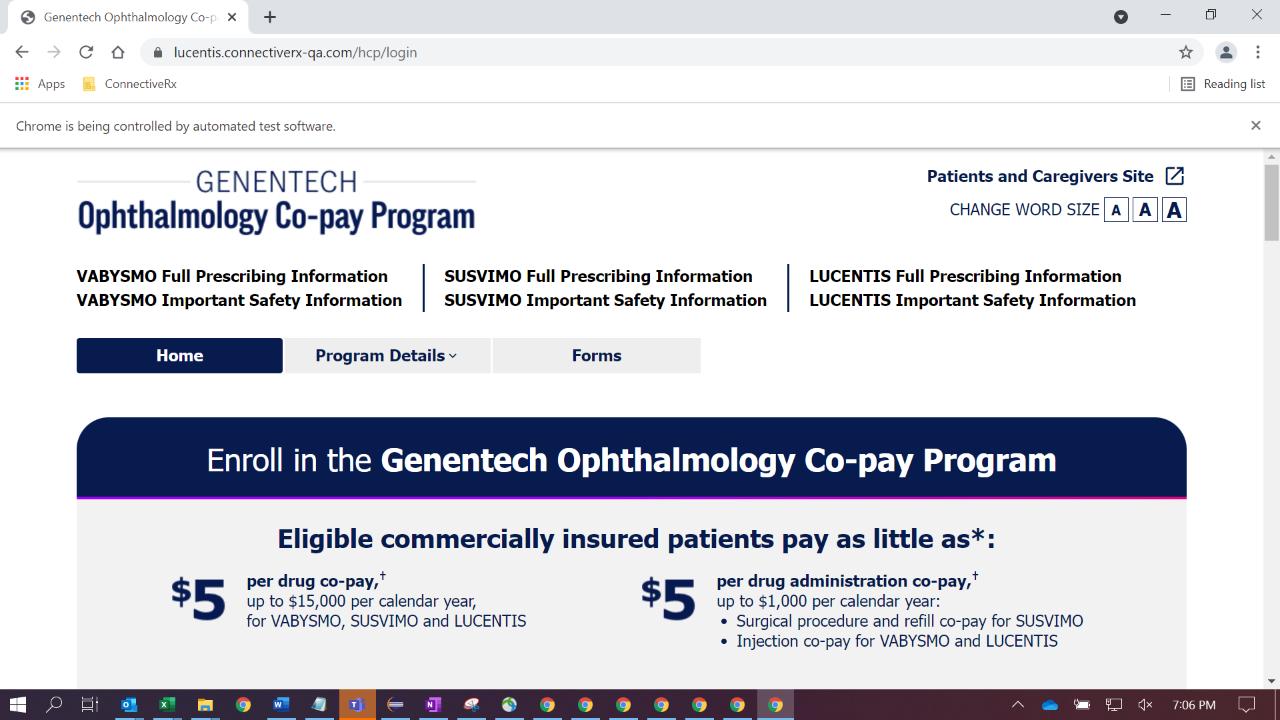 Genentech Ophthalmology Co-p
lucentis.connectiverx-qa.com/hcp/login
Apps
ConnectiveRx
Reading list
Chrome is being controlled by automated test software.
GENENTECH
Ophthalmology Co-pay Program
Patients and Caregivers Site
CHANGE WORD SIZE A A A
VABYSMO Full Prescribing Information
VABYSMO Important Safety Information
SUSVIMO Full Prescribing Information
SUSVIMO Important Safety Information
LUCENTIS Full Prescribing Information
LUCENTIS Important Safety Information
Home
Program Details
Forms
Enroll in the Genentech Ophthalmology Co-pay Program
Eligible commercially insured patients pay as little as*:
$5
per drug co-pay,†
up to $15,000 per calendar year,
for VABYSMO, SUSVIMO and LUCENTIS
$5
per drug administration co-pay,†
up to $1,000 per calendar year:
• Surgical procedure and refill co-pay for SUSVIMO
• Injection co-pay for VABYSMO and LUCENTIS
7:06 PM